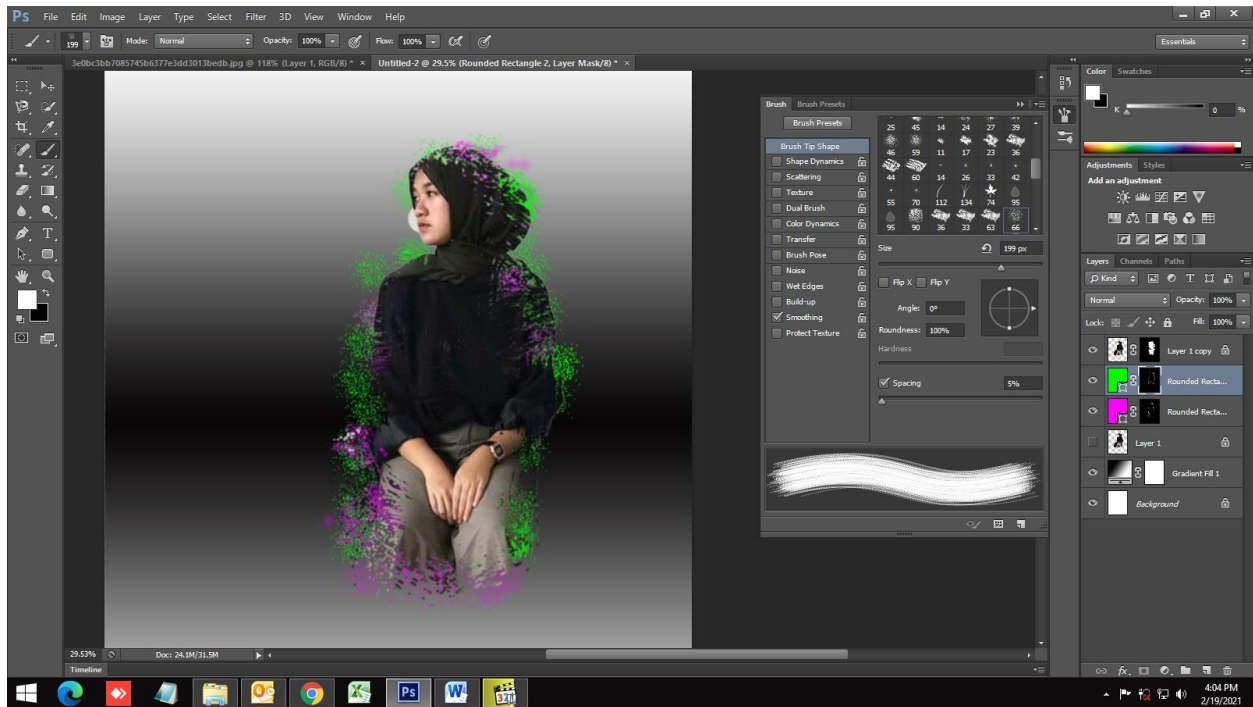 Ps File Edit Image Layer Type Select Filter 3D View Window Help
199 Mode: Normal Opacity: 100% Flow: 100% Essentials
3e0bc3bb7085745b6377e3dd3013bedb.jpg @ 118% (Layer 1, RGB/8) * × Untitled-2 @ 29.5% (Rounded Rectangle 2, Layer Mask/8) * ×
Brush Brush Presets
Brush Presets
Brush Tip Shape
Shape Dynamics
Scattering
Texture
Dual Brush
Color Dynamics
Transfer
Brush Pose
Noise
Wet Edges
Build-up
Smoothing
Protect Texture
25 45 14 24 27 39
46 59 11 17 23 36
44 60 14 26 33 42
55 70 112 134 74 95
95 90 36 33 63 66
Size 199 px
Flip X Flip Y
Angle: 0°
Roundness: 100%
Hardness
Spacing 5%
Color Swatches
K 0 %
Adjustments Styles
Add an adjustment
Layers Channels Paths
Kind
Normal Opacity: 100%
Lock: Fill: 100%
Layer 1 copy
Rounded Recta...
Rounded Recta...
Layer 1
Gradient Fill 1
Background
29.53% Doc: 24.1M/31.5M
Timeline
Ps W 321
4:04 PM
2/19/2021